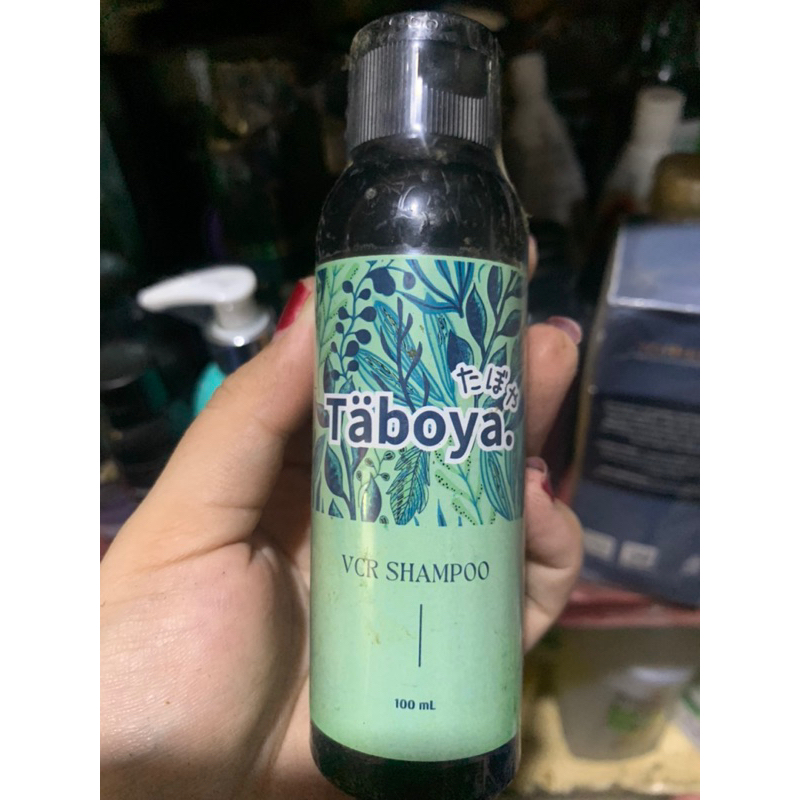 たぼや
Täboya.
VCR SHAMPOO
100 mL